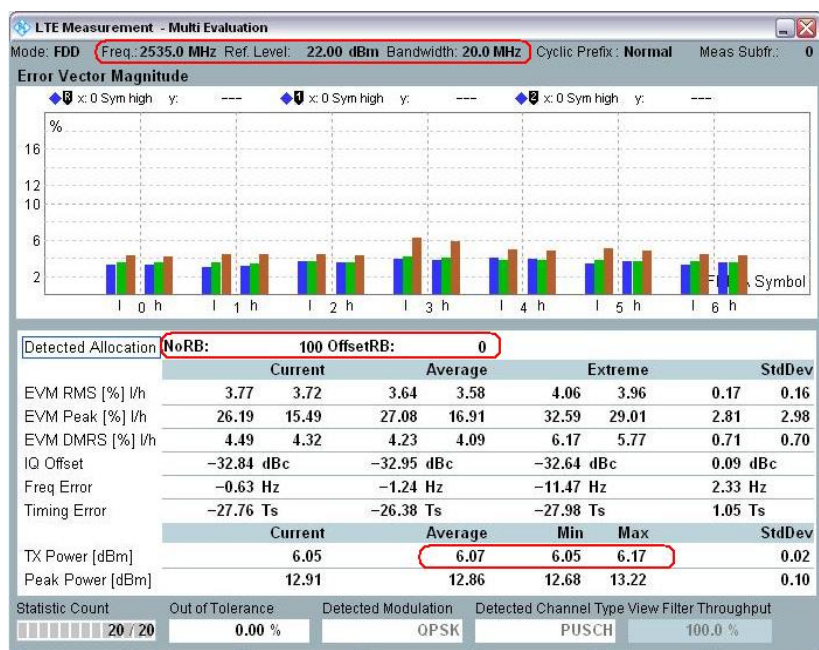 LTE Measurement - Multi Evaluation
Mode: FDD Freq.: 2535.0 MHz Ref. Level: 22.00 dBm Bandwidth: 20.0 MHz Cyclic Prefix: Normal Meas Subfr.: 0
Error Vector Magnitude
R x: 0 Sym high y: --- 1 x: 0 Sym high y: --- 2 x: 0 Sym high y: ---
%
16
12
10
6
2
Symbol
l 0 h l 1 h l 2 h l 3 h l 4 h l 5 h l 6 h
Detected Allocation NoRB: 100 OffsetRB: 0
Current Average Extreme StdDev
EVM RMS [%] l/h 3.77 3.72 3.64 3.58 4.06 3.96 0.17 0.16
EVM Peak [%] l/h 26.19 15.49 27.08 16.91 32.59 29.01 2.81 2.98
EVM DMRS [%] l/h 4.49 4.32 4.23 4.09 6.17 5.77 0.71 0.70
IQ Offset −32.84 dBc −32.95 dBc −32.64 dBc 0.09 dBc
Freq Error −0.63 Hz −1.24 Hz −11.47 Hz 2.33 Hz
Timing Error −27.76 Ts −26.38 Ts −27.98 Ts 1.05 Ts
Current Average Min Max StdDev
TX Power [dBm] 6.05 6.07 6.05 6.17 0.02
Peak Power [dBm] 12.91 12.86 12.68 13.22 0.10
Statistic Count Out of Tolerance Detected Modulation Detected Channel Type View Filter Throughput
20 / 20 0.00 % QPSK PUSCH 100.0 %